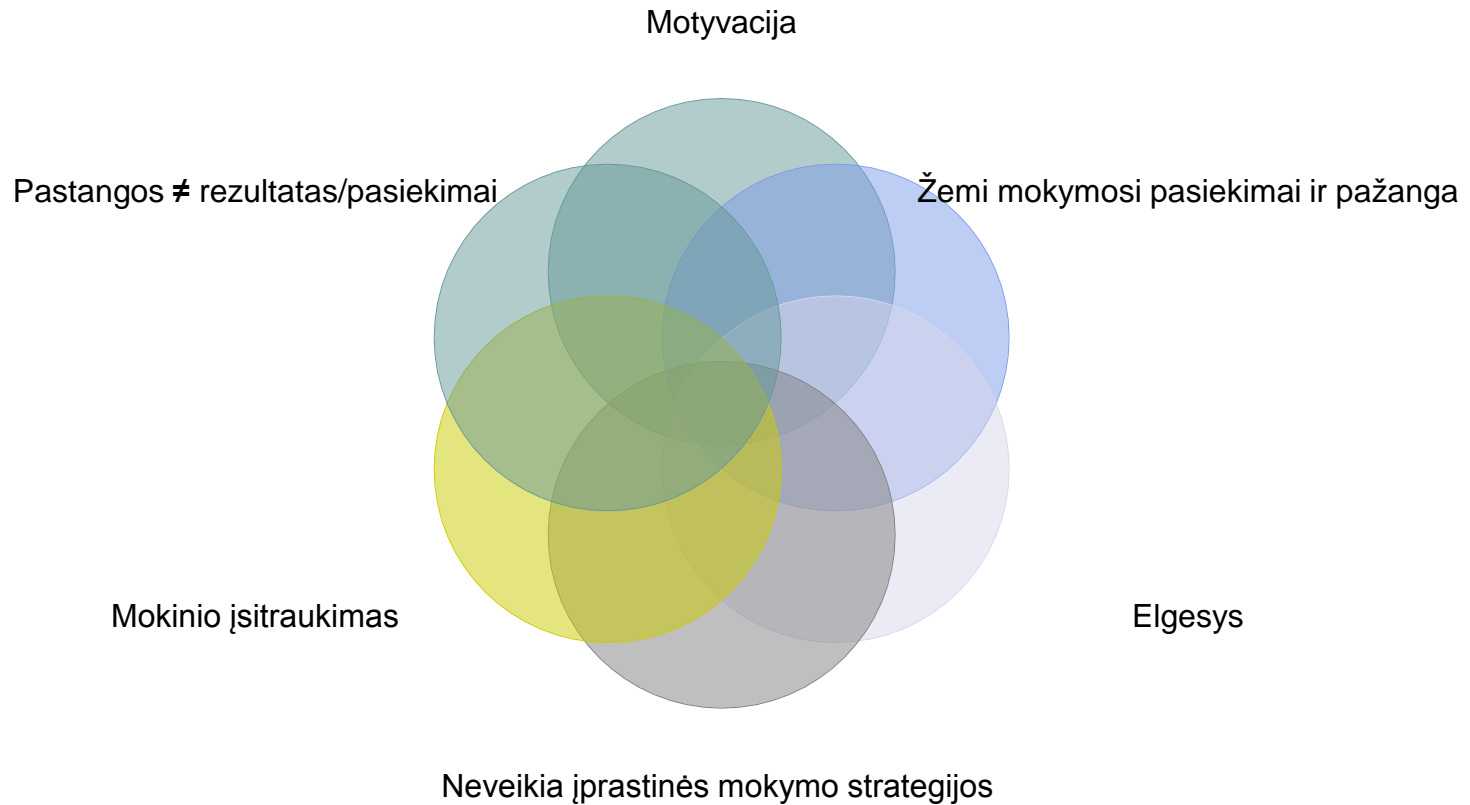 Motyvacija
Pastangos ≠ rezultatas/pasiekimai
Žemi mokymosi pasiekimai ir pažanga
Mokinio įsitraukimas
Elgesys
Neveikia įprastinės mokymo strategijos